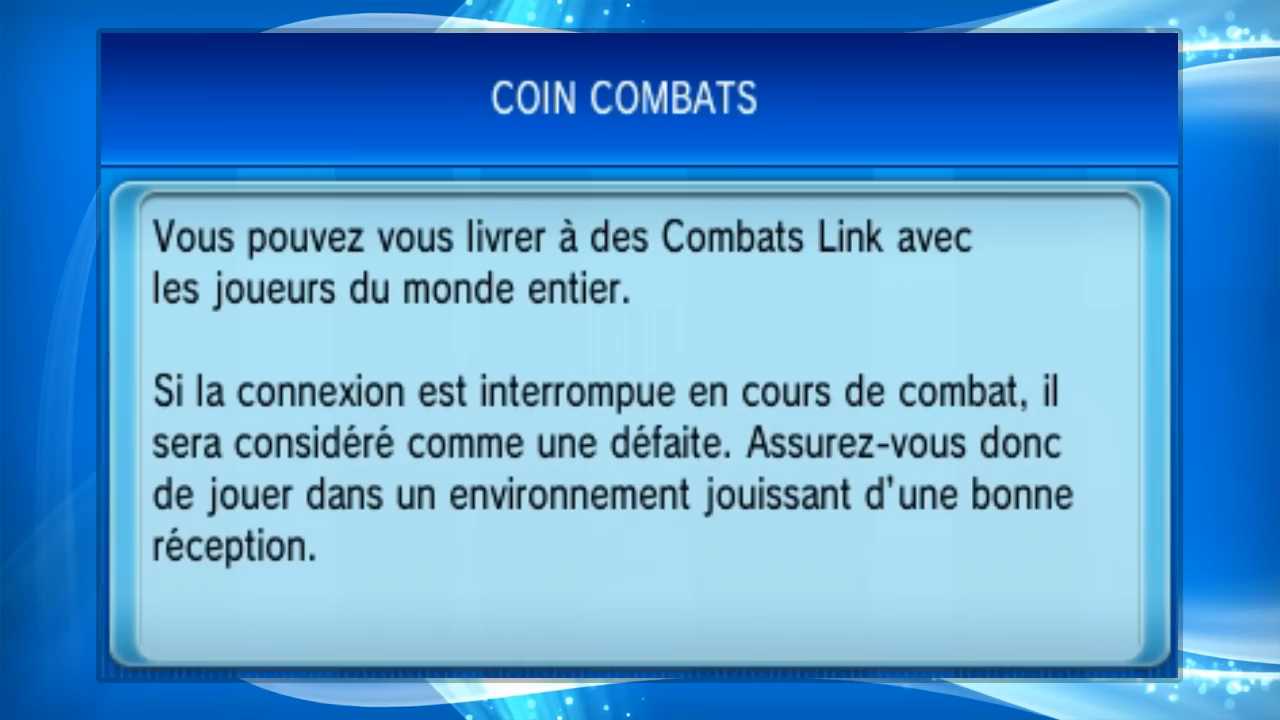 COIN COMBATS
Vous pouvez vous livrer à des Combats Link avec
les joueurs du monde entier.
Si la connexion est interrompue en cours de combat, il
sera considéré comme une défaite. Assurez-vous donc
de jouer dans un environnement jouissant d'une bonne
réception.